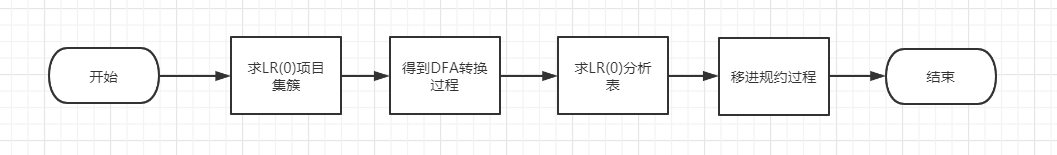 开始
求LR(0)项目
集簇
得到DFA转换
过程
求LR(0)分析
表
移进规约过程
结束